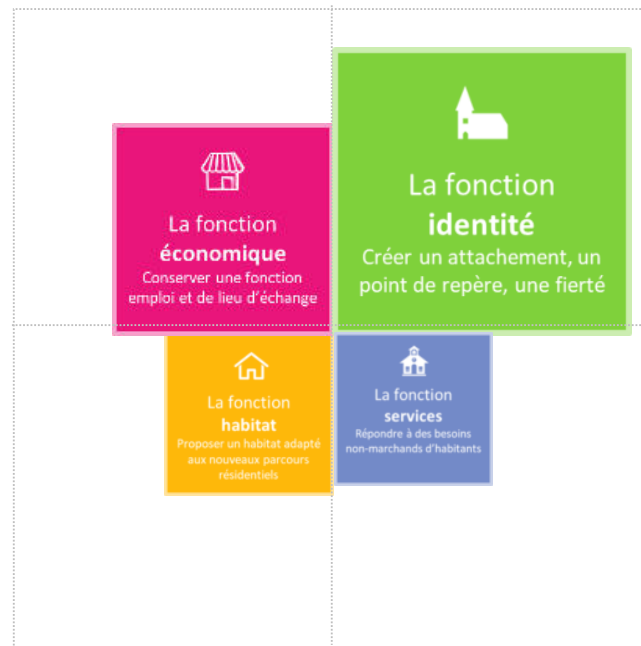 La fonction
économique
Conserver une fonction
emploi et de lieu d'échange
La fonction
identité
Créer un attachement, un
point de repère, une fierté
La fonction
habitat
Proposer un habitat adapté
aux nouveaux parcours
résidentiels
La fonction
services
Répondre à des besoins
non-marchands d'habitants